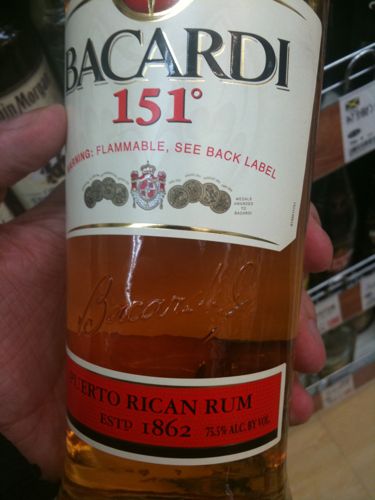 BACARDI
151°
WARNING: FLAMMABLE, SEE BACK LABEL
MEDALS
AWARDED
TO
BACARDI
Bacardi
PUERTO RICAN RUM
ESTD 1862 75.5% ALC. BY VOL.